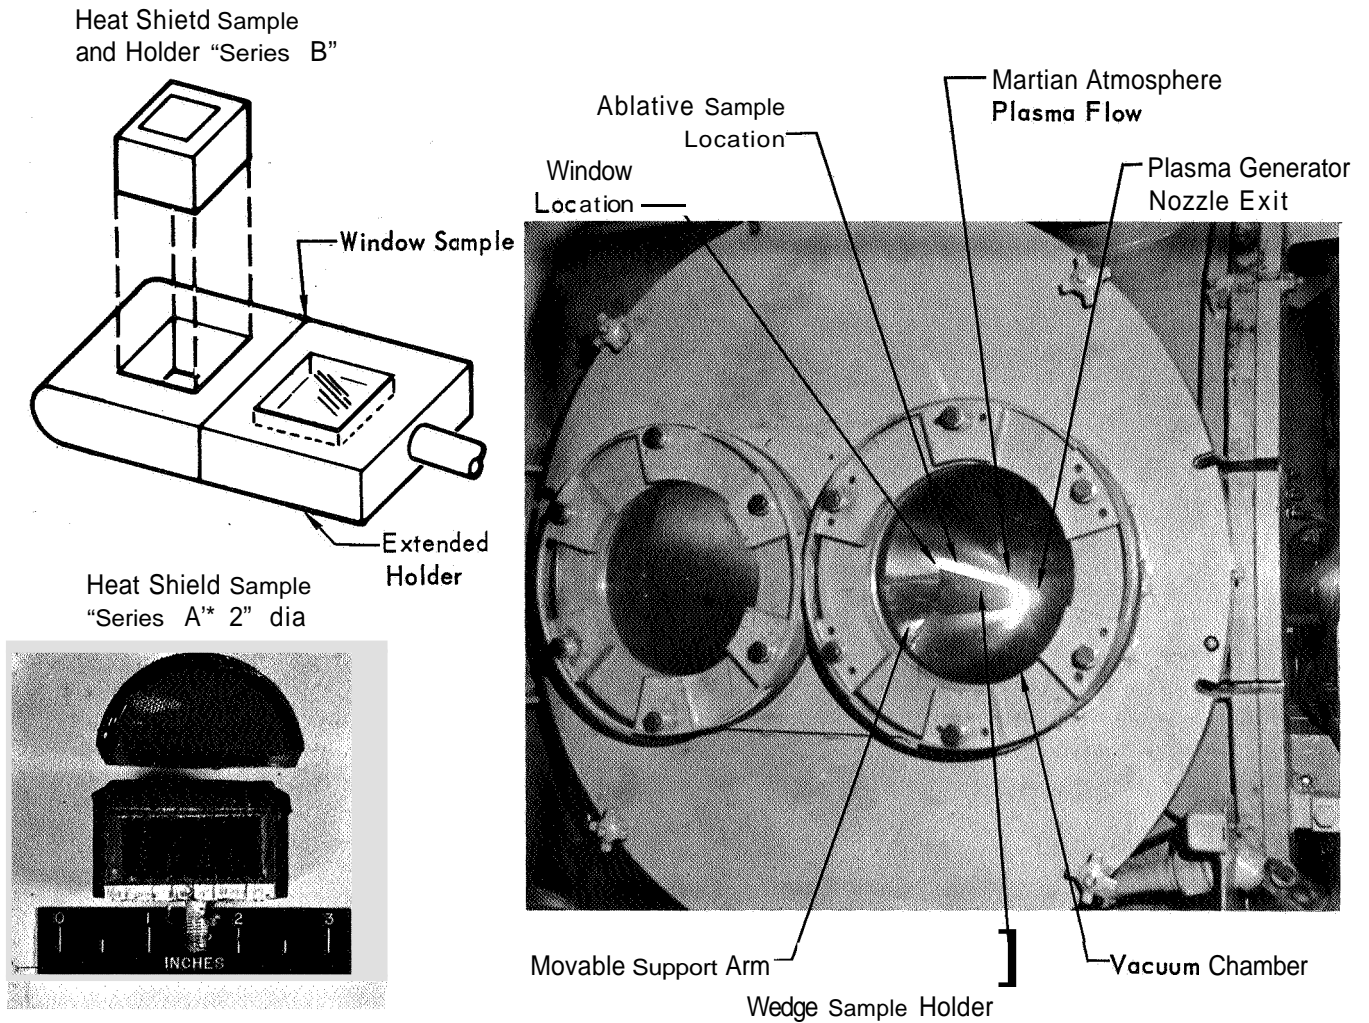 Heat Shietd Sample
and Holder “Series B”
Window Sample
Extended
Holder
Heat Shield Sample
“Series A’* 2” dia
0 1 2 3
INCHES
Ablative Sample
Location
Window
Location
Martian Atmosphere
Plasma Flow
Plasma Generator
Nozzle Exit
Movable Support Arm
Wedge Sample Holder
Vacuum Chamber